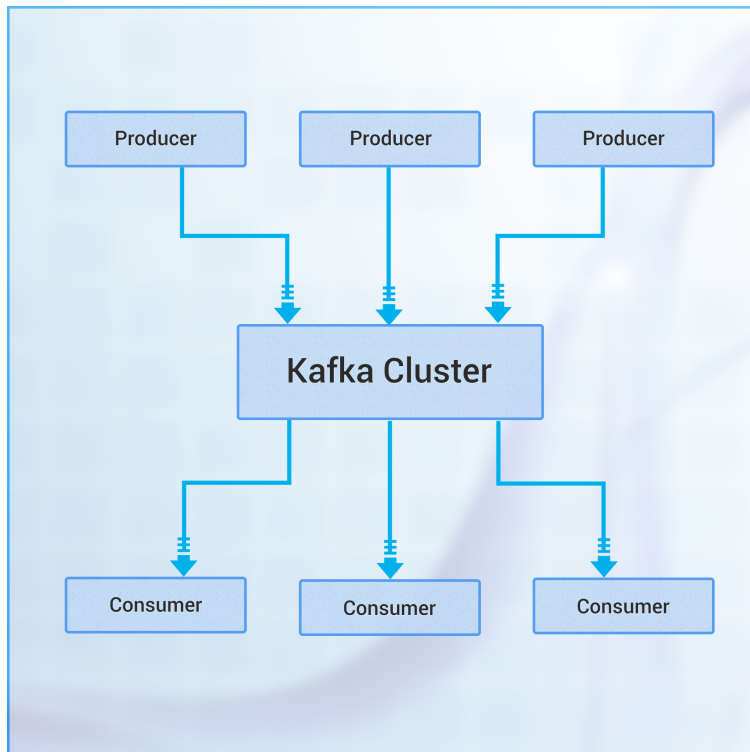 Producer
Producer
Producer
Kafka Cluster
Consumer
Consumer
Consumer